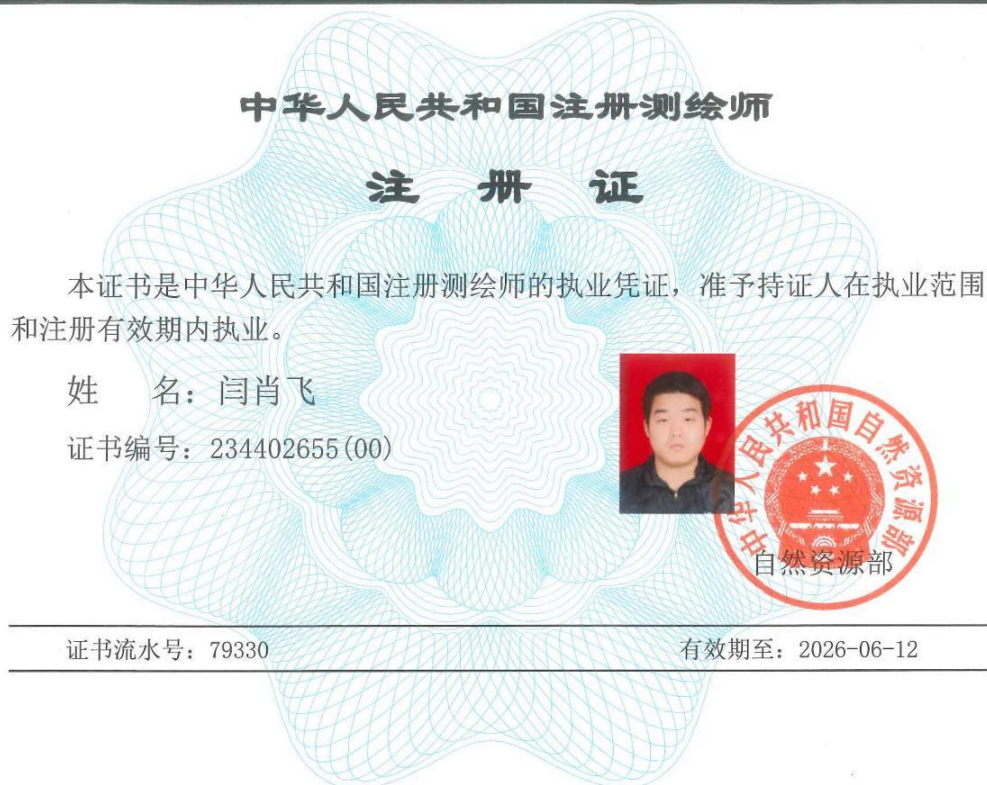 中华人民共和国注册测绘师
注 册 证
本证书是中华人民共和国注册测绘师的执业凭证，准予持证人在执业范围
和注册有效期内执业。
姓 名：闫肖飞
证书编号：234402655(00)
中华人民共和国自然资源部
自然资源部
证书流水号：79330
有效期至：2026-06-12